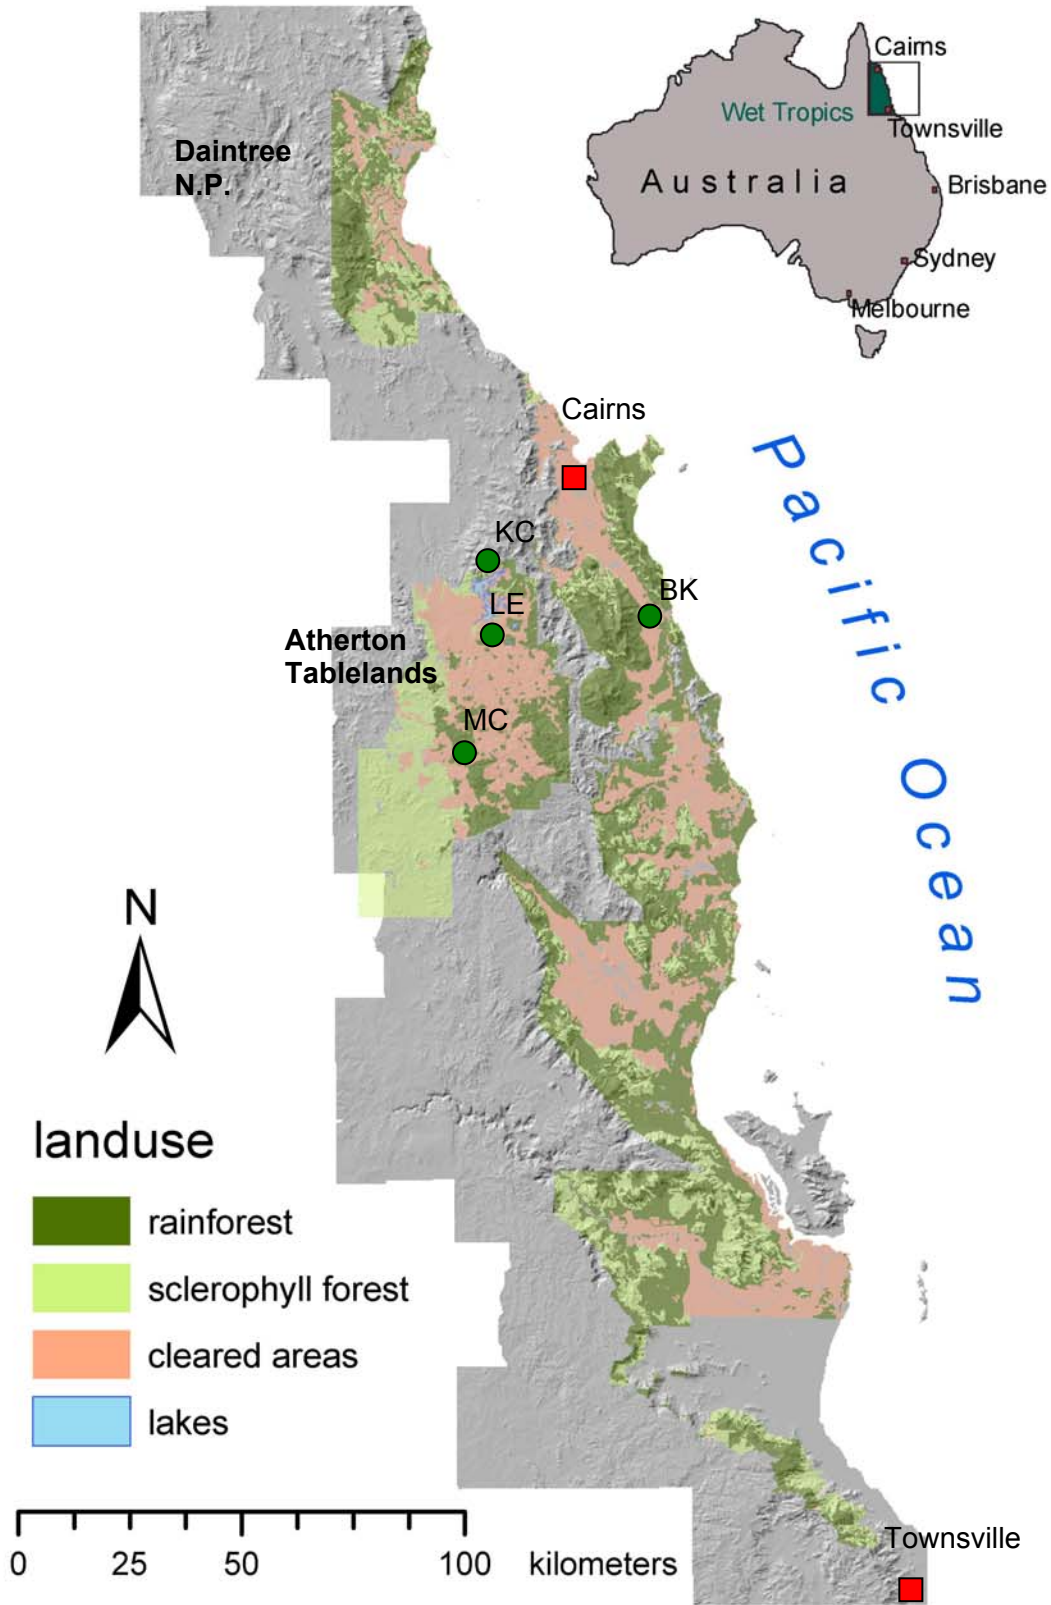 Cairns
Wet Tropics
Townsville
Australia
Brisbane
Sydney
Melbourne
Daintree
N.P.
Cairns
KC
BK
LE
Atherton
Tablelands
MC
Pacific Ocean
N
landuse
rainforest
sclerophyll forest
cleared areas
lakes
Townsville
0 25 50 100 kilometers